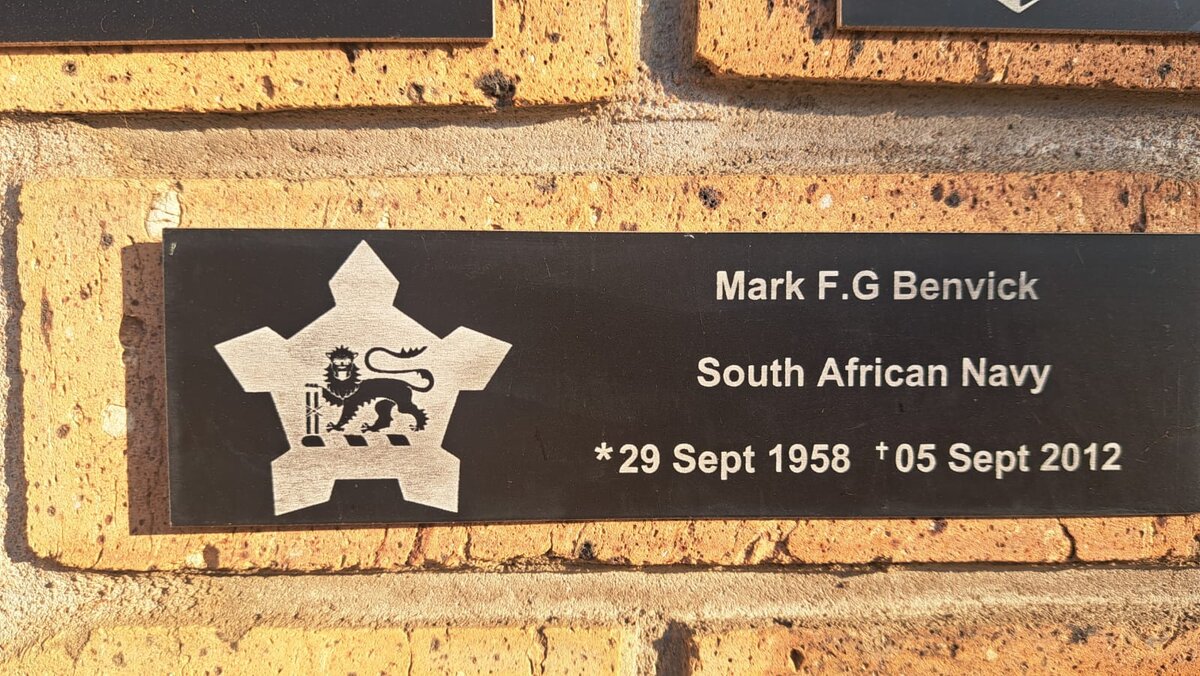 Mark F.G Benvick
South African Navy
*29 Sept 1958 †05 Sept 2012